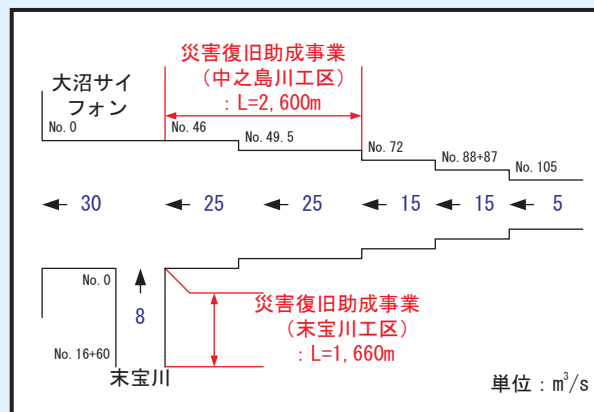 災害復旧助成事業
（中之島川工区）
：L=2,600m
大沼サイ
フォン
No. 0
No. 46
No. 49.5
No. 72
No. 88+87
No. 105
30
25
25
15
15
5
No. 0
8
No. 16+60
末宝川
災害復旧助成事業
（末宝川工区）
：L=1,660m
単位：m³/s